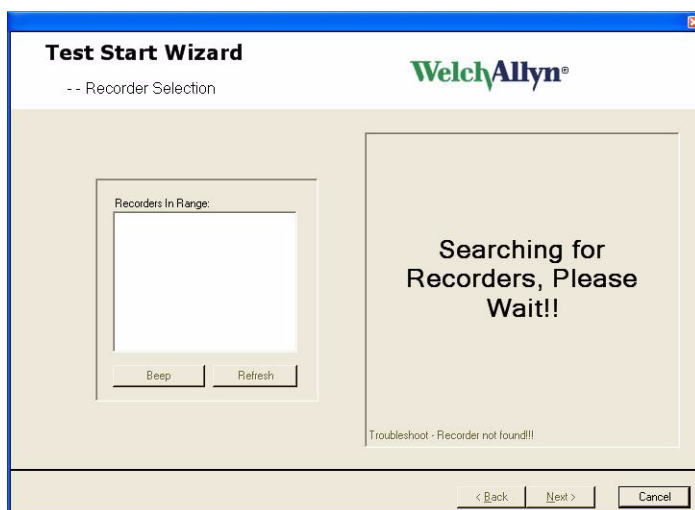 Test Start Wizard
- - Recorder Selection
WelchAllyn®
Recorders In Range:
Beep
Refresh
Searching for
Recorders, Please
Wait!!
Troubleshoot - Recorder not found!!!
< Back
Next >
Cancel